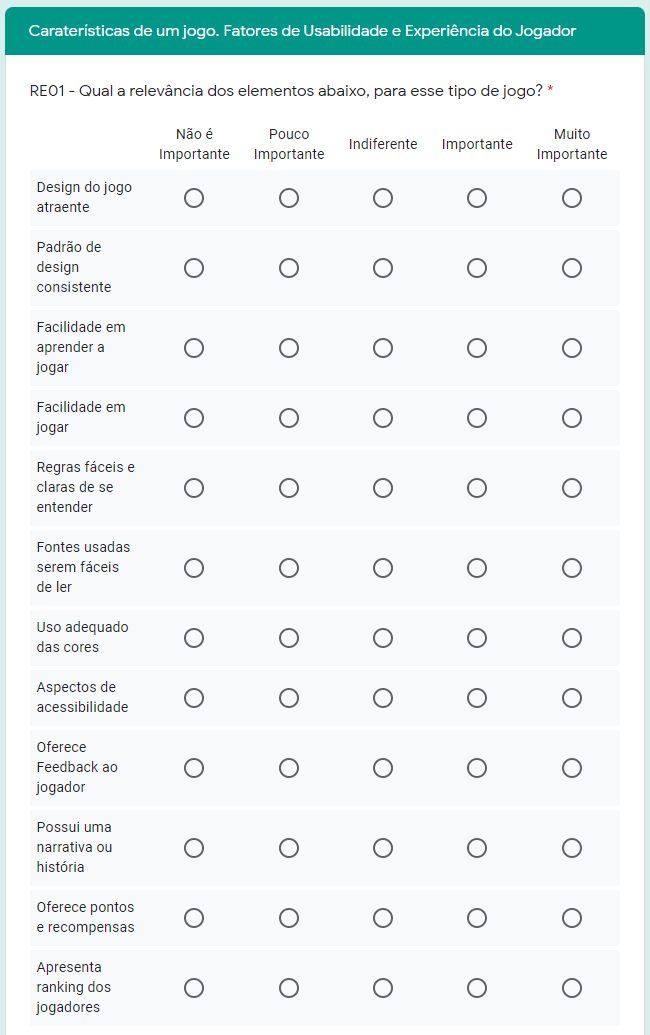 Caraterísticas de um jogo. Fatores de Usabilidade e Experiência do Jogador
RE01 - Qual a relevância dos elementos abaixo, para esse tipo de jogo? *
Não é
Importante
Pouco
Importante
Indiferente
Importante
Muito
Importante
Design do jogo
atraente
Padrão de
design
consistente
Facilidade em
aprender a
jogar
Facilidade em
jogar
Regras fáceis e
claras de se
entender
Fontes usadas
serem fáceis
de ler
Uso adequado
das cores
Aspectos de
acessibilidade
Oferece
Feedback ao
jogador
Possui uma
narrativa ou
história
Oferece pontos
e recompensas
Apresenta
ranking dos
jogadores